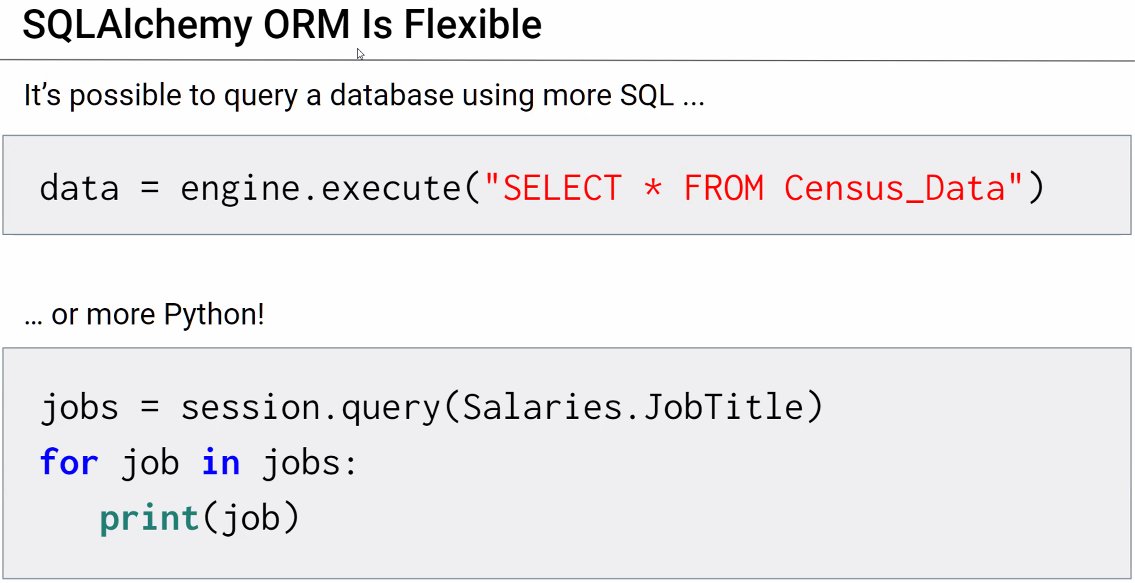 SQLAlchemy ORM Is Flexible
It’s possible to query a database using more SQL ...
data = engine.execute("SELECT * FROM Census_Data")
... or more Python!
jobs = session.query(Salaries.JobTitle)
for job in jobs:
   print(job)